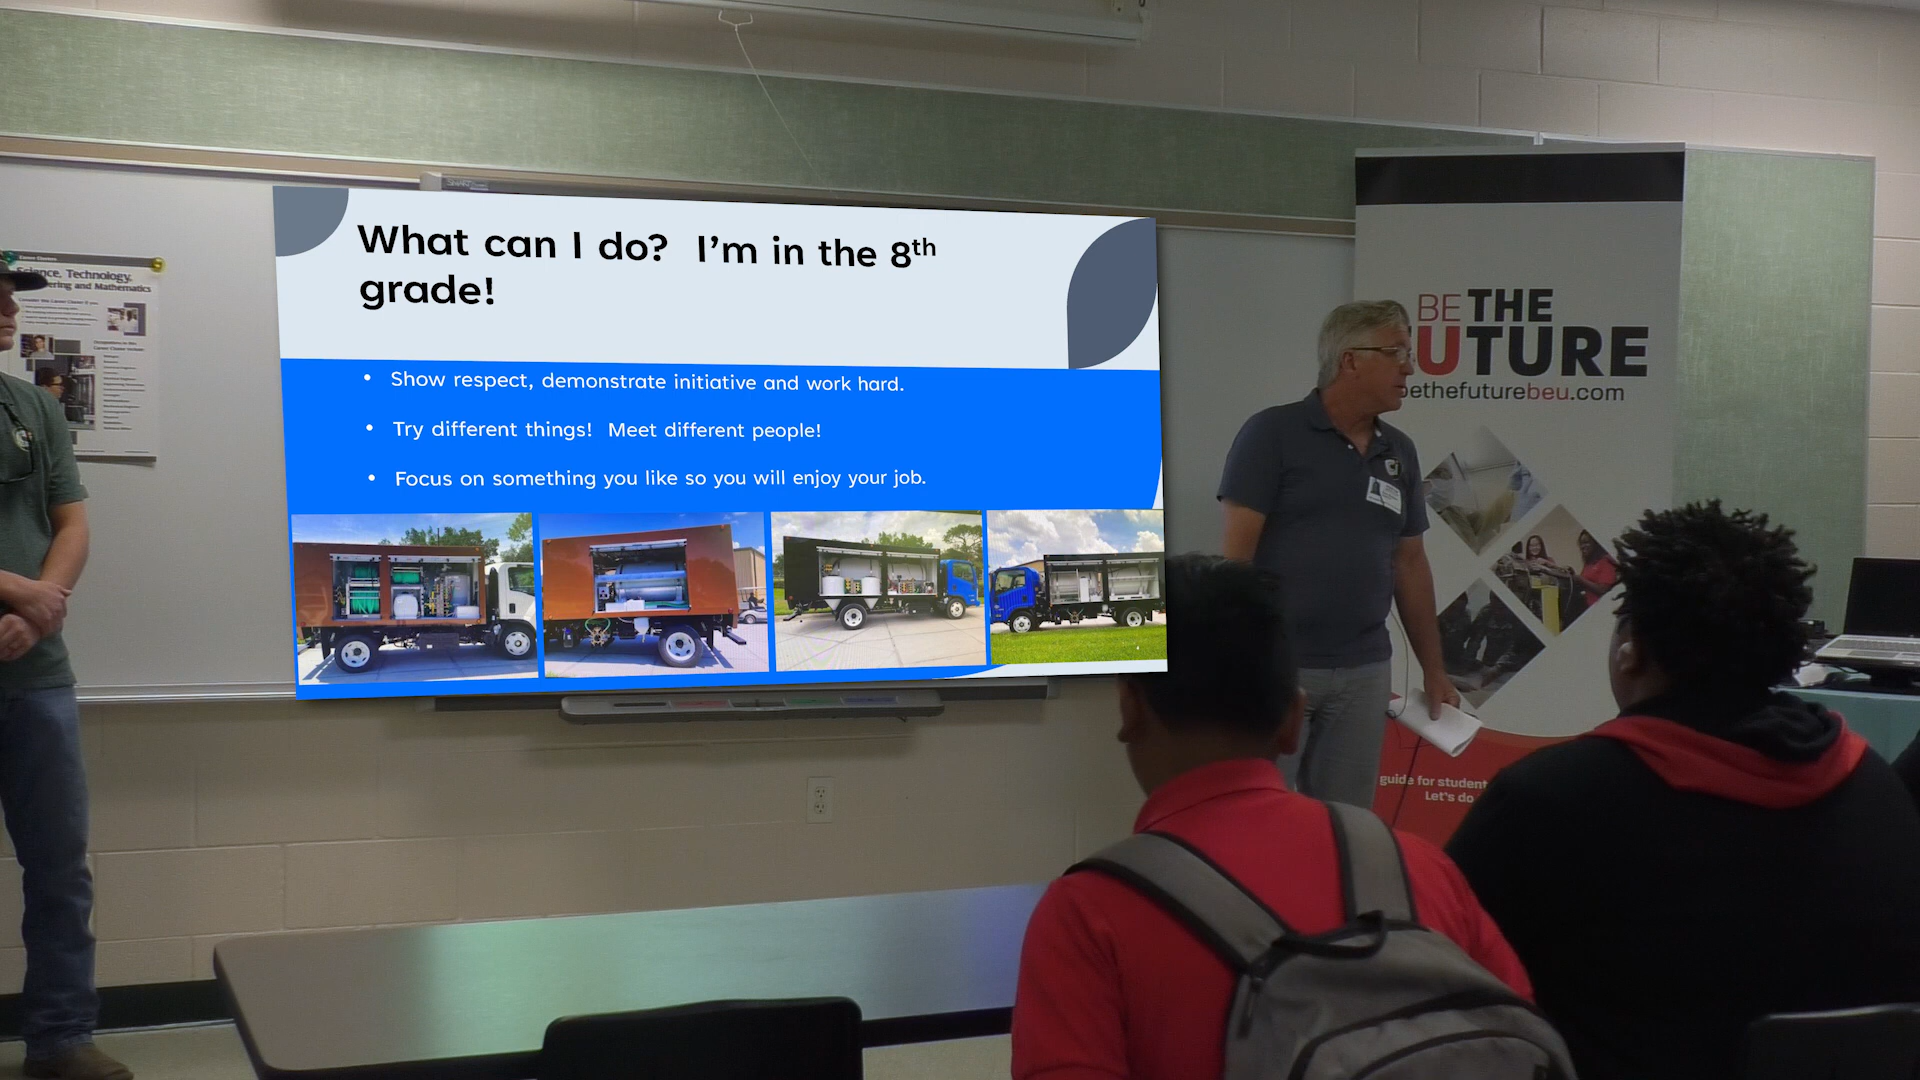 What can I do?  I'm in the 8th
grade!
• Show respect, demonstrate initiative and work hard.
• Try different things!  Meet different people!
• Focus on something you like so you will enjoy your job.
Science, Technology,
and Mathematics
BE THE
UTURE
bethefuturebeu.com
guide for student
Let's do
SMART